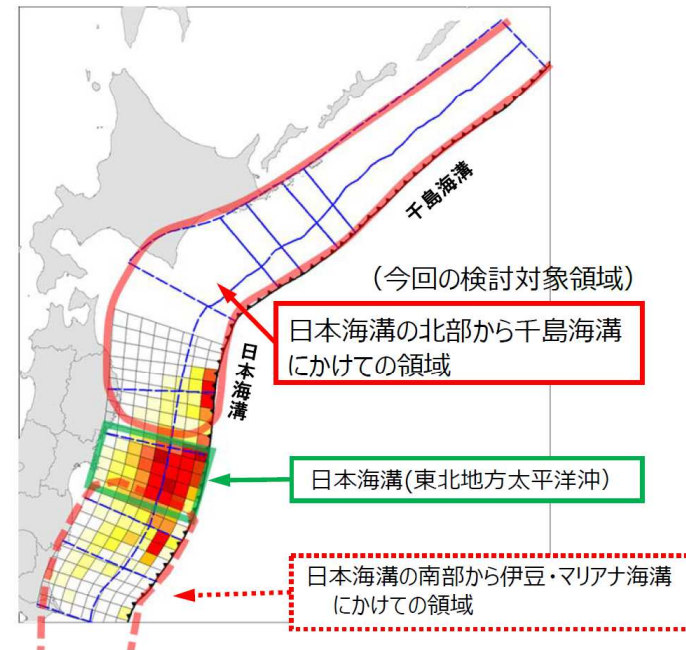 千島海溝
（今回の検討対象領域）
日本海溝の北部から千島海溝
にかけての領域
日本海溝
日本海溝(東北地方太平洋沖）
日本海溝の南部から伊豆・マリアナ海溝
にかけての領域